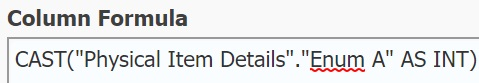 Column Formula
CAST("Physical Item Details"."Enum A" AS INT)